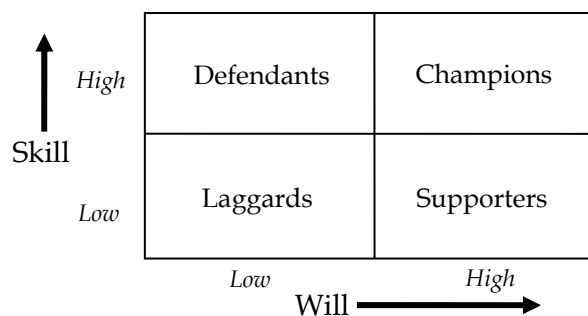 High
Defendants
Champions
Skill
Low
Laggards
Supporters
Low
High
Will